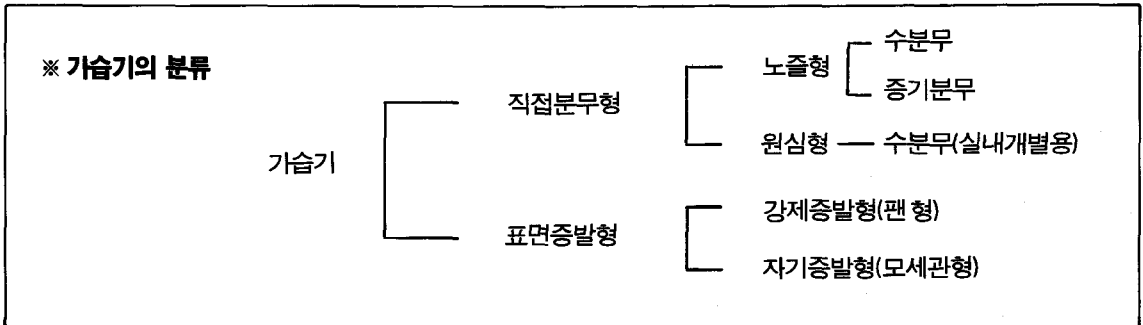 ※ 가습기의 분류
가습기
직접분무형
노즐형
수분무
증기분무
원심형 — 수분무(실내개별용)
표면증발형
강제증발형(팬 형)
자기증발형(모세관형)